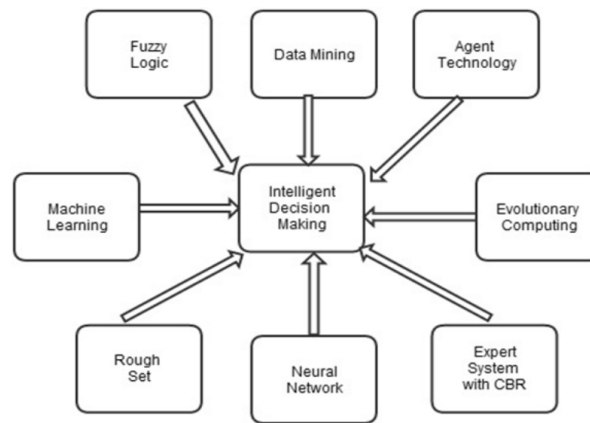 Fuzzy
Logic
Data Mining
Agent
Technology
Machine
Learning
Intelligent
Decision
Making
Evolutionary
Computing
Rough
Set
Neural
Network
Expert
System
with CBR